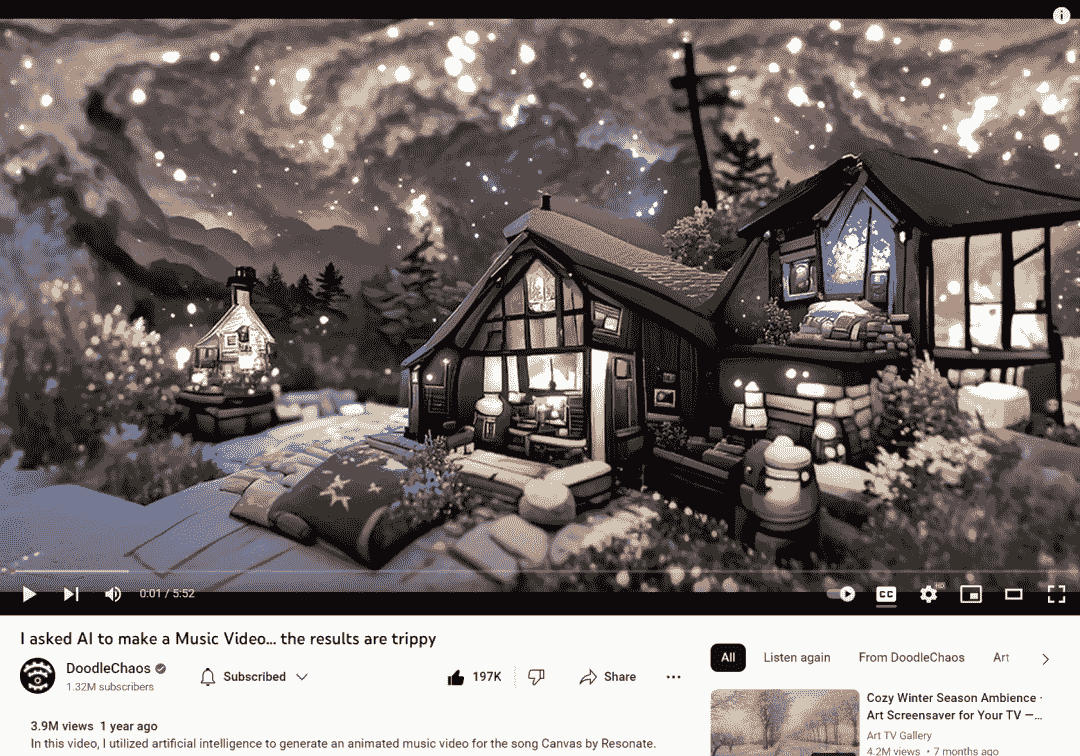 0:01 / 5:52
CC
HD
I asked AI to make a Music Video... the results are trippy
DoodleChaos
1.32M subscribers
Subscribed
197K
Share
3.9M views 1 year ago
In this video, I utilized artificial intelligence to generate an animated music video for the song Canvas by Resonate.
All
Listen again
From DoodleChaos
Art
Cozy Winter Season Ambience ·
Art Screensaver for Your TV —...
Art TV Gallery
4.2M views • 7 months ago